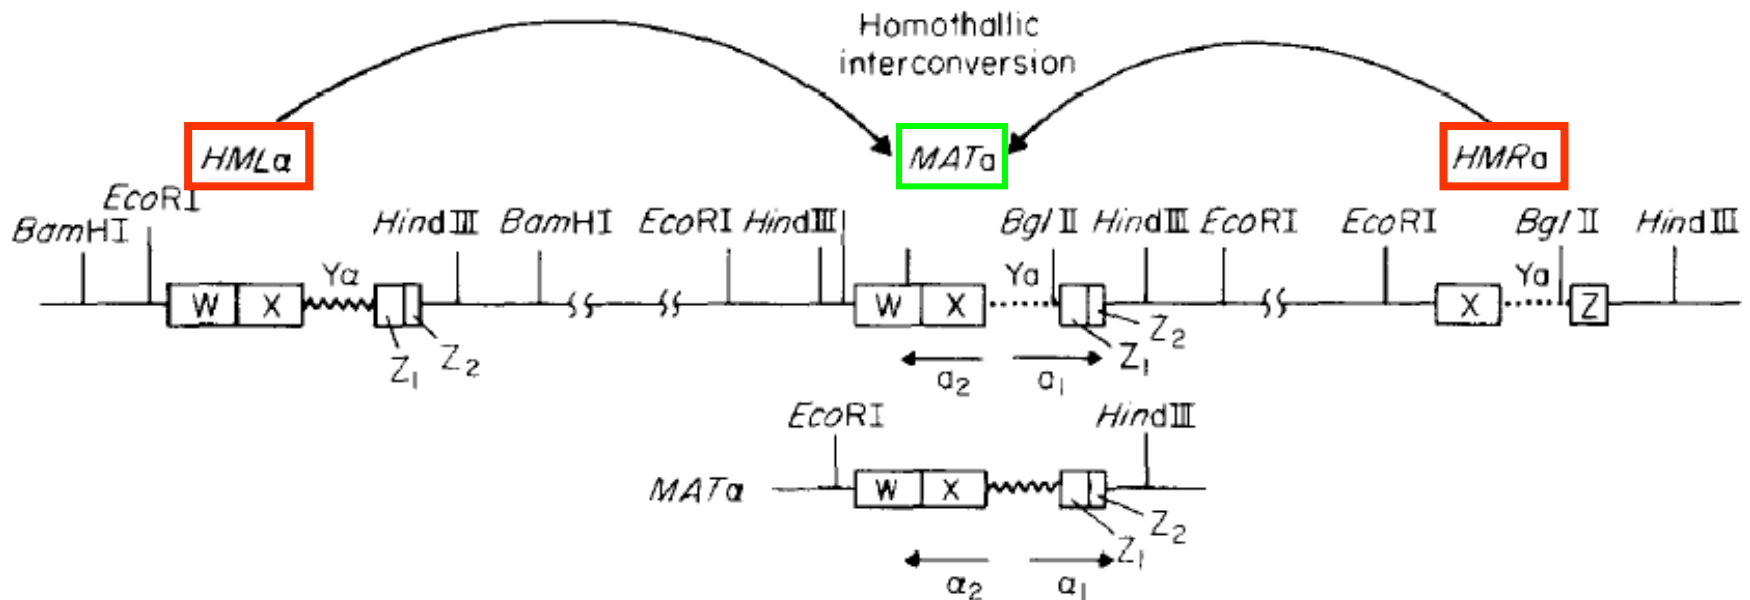 Homothallic
interconversion
HMLα MATa HMRa
BamHI EcoRI HindIII BamHI EcoRI HindIII BglII HindIII EcoRI EcoRI BglII HindIII
W X Yα W X Ya X Ya Z
Z₁ Z₂ Z₁ Z₂
a₂ a₁
EcoRI HindIII
MATα W X
Z₁ Z₂
α₂ α₁